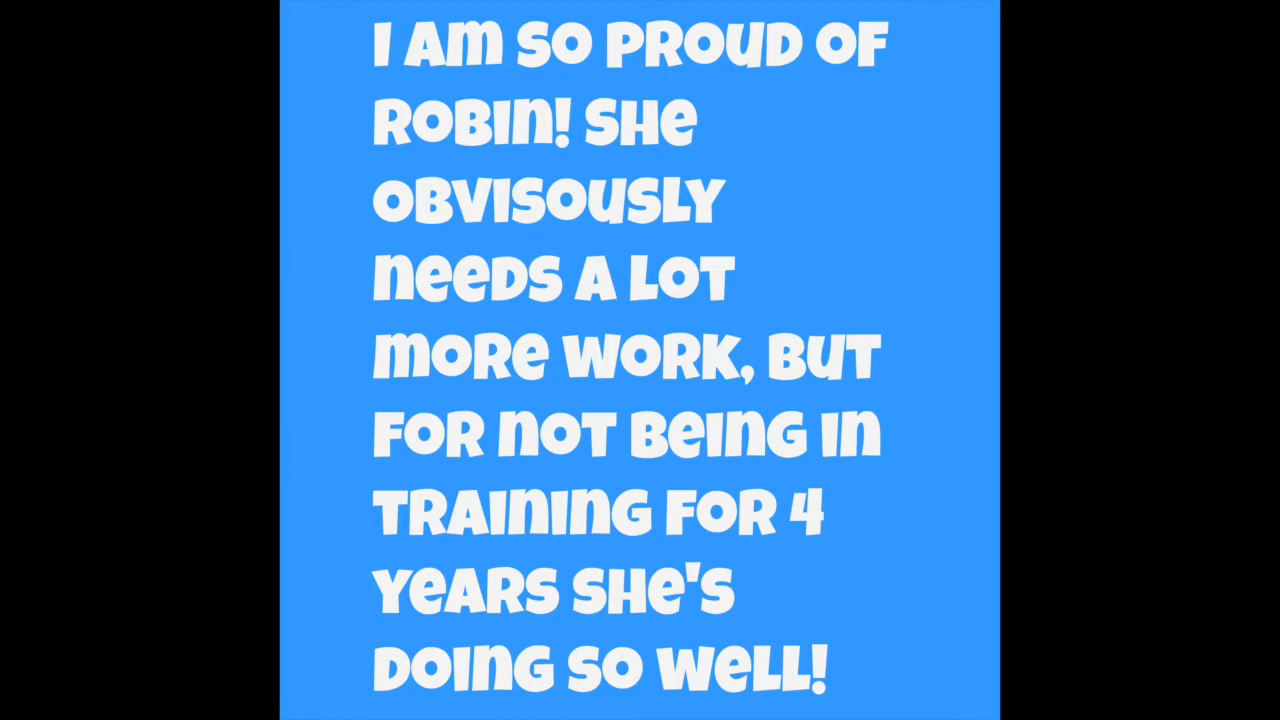 I AM SO PROUD OF
ROBIN! SHE
OBVISOUSLY
NEEDS A LOT
MORE WORK, BUT
FOR NOT BEING IN
TRAINING FOR 4
YEARS SHE'S
DOING SO WELL!